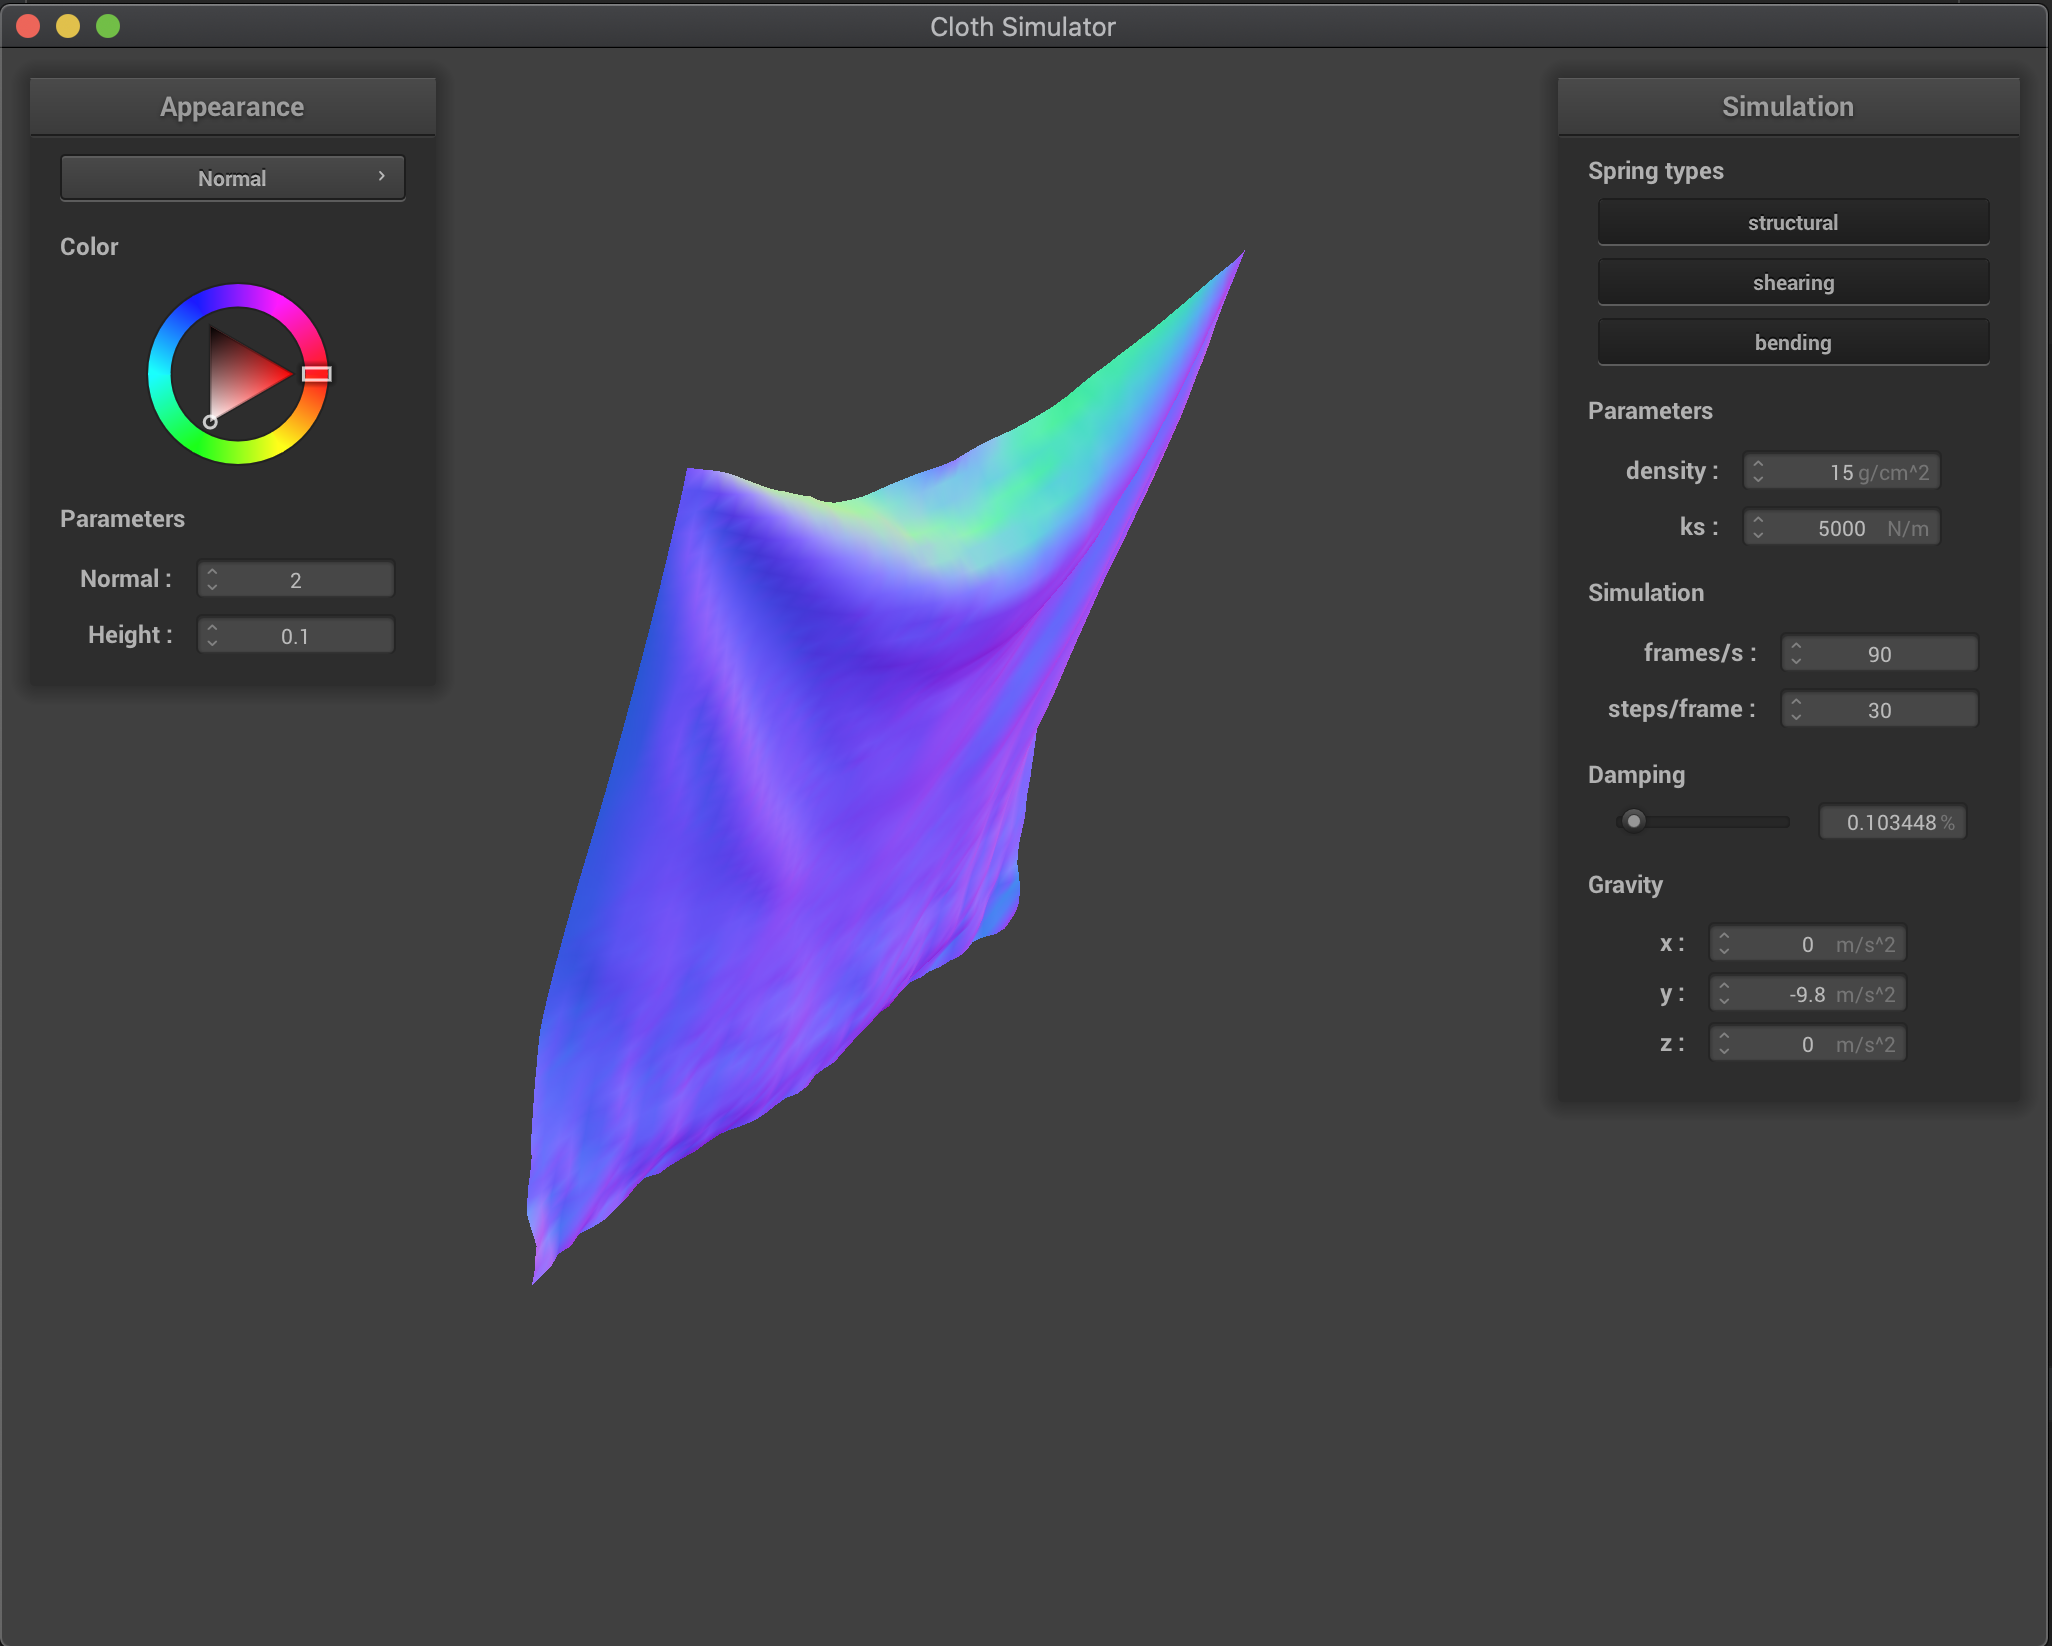 Cloth Simulator
Appearance
Normal
Color
Parameters
Normal : 2
Height : 0.1
Simulation
Spring types
structural
shearing
bending
Parameters
density : 15 g/cm^2
ks : 5000 N/m
Simulation
frames/s : 90
steps/frame : 30
Damping
0.103448 %
Gravity
x : 0 m/s^2
y : -9.8 m/s^2
z : 0 m/s^2